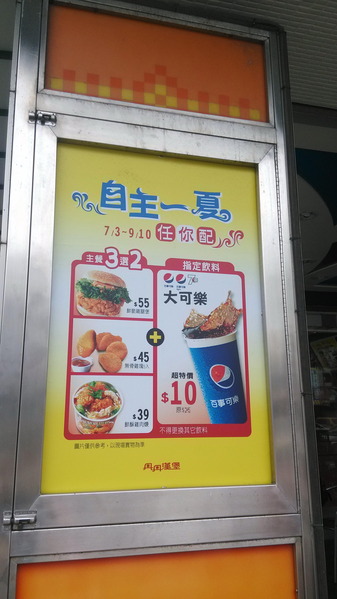 自主一夏
7/3~9/10 任你配
主餐3選2
指定飲料
大可樂
$55
$45
$39
+
超特價
$10
百事可樂
不得更換其它飲料
圖片僅供參考,以現場實物為準
丹丹漢堡